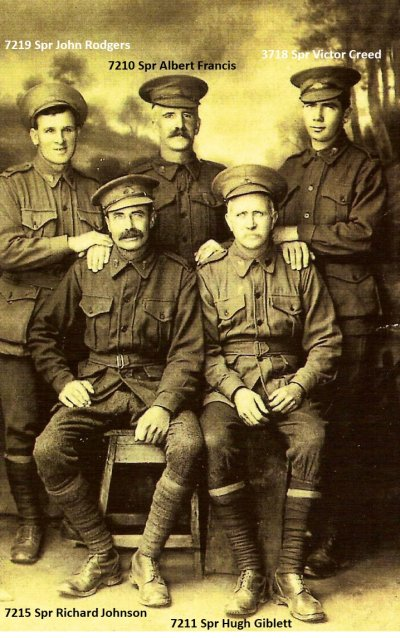 7219 Spr John Rodgers
7210 Spr Albert Francis
3718 Spr Victor Creed
7215 Spr Richard Johnson
7211 Spr Hugh Giblett